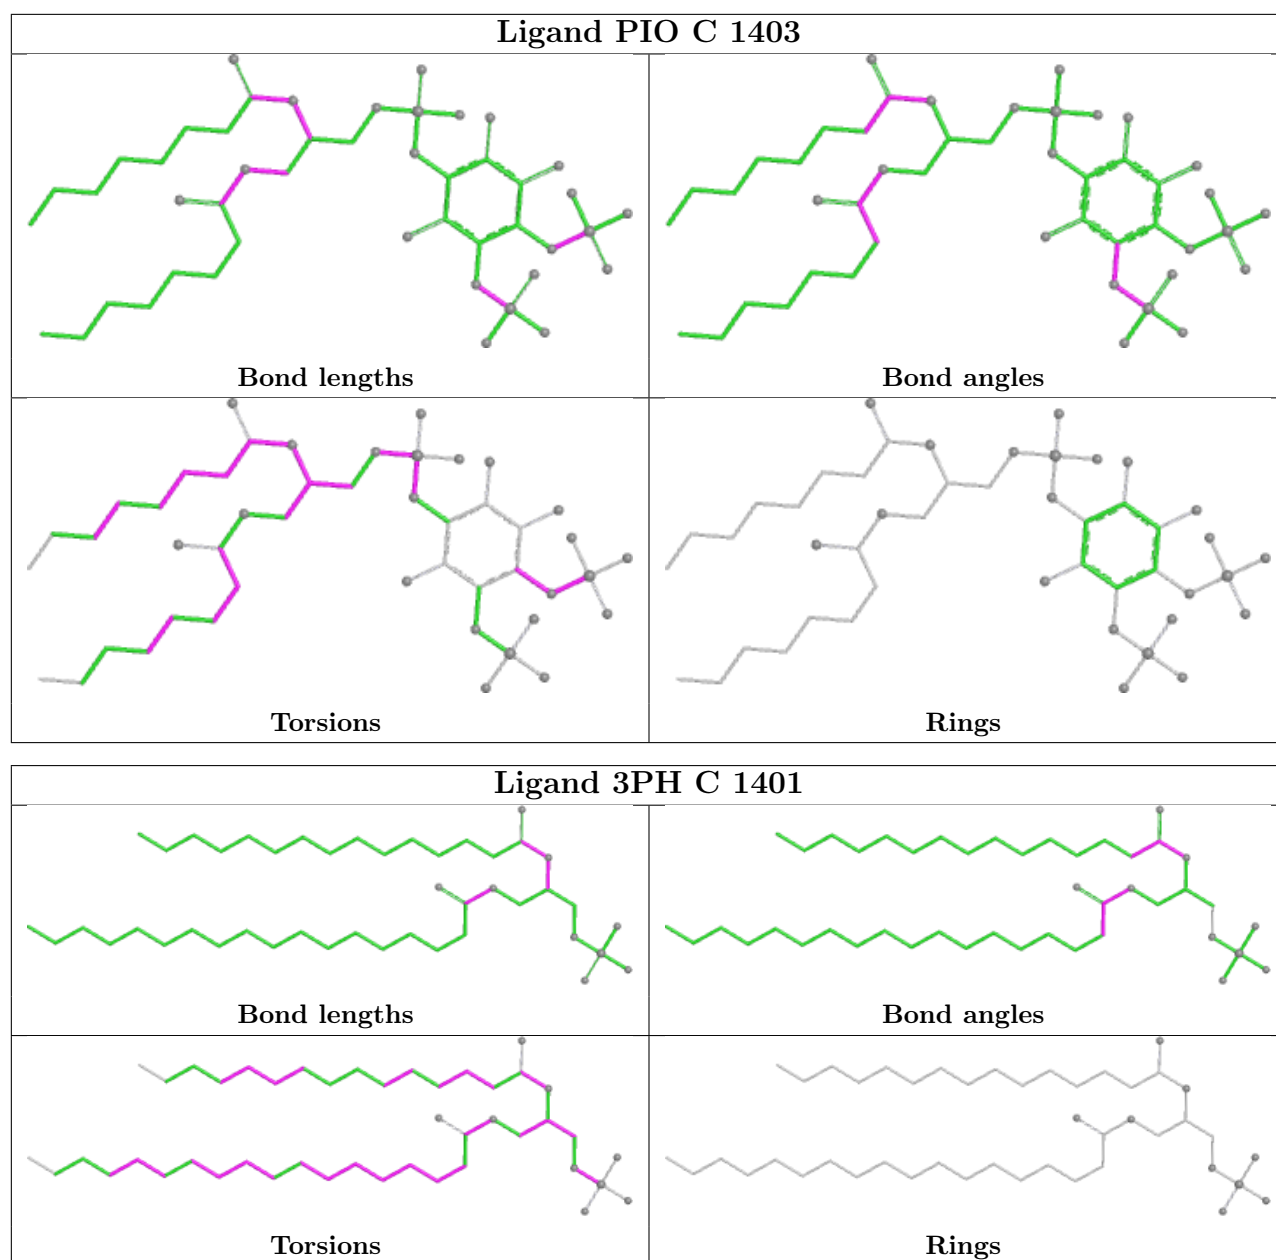 Ligand PIO C 1403
Bond lengths
Bond angles
Torsions
Rings
Ligand 3PH C 1401
Bond lengths
Bond angles
Torsions
Rings